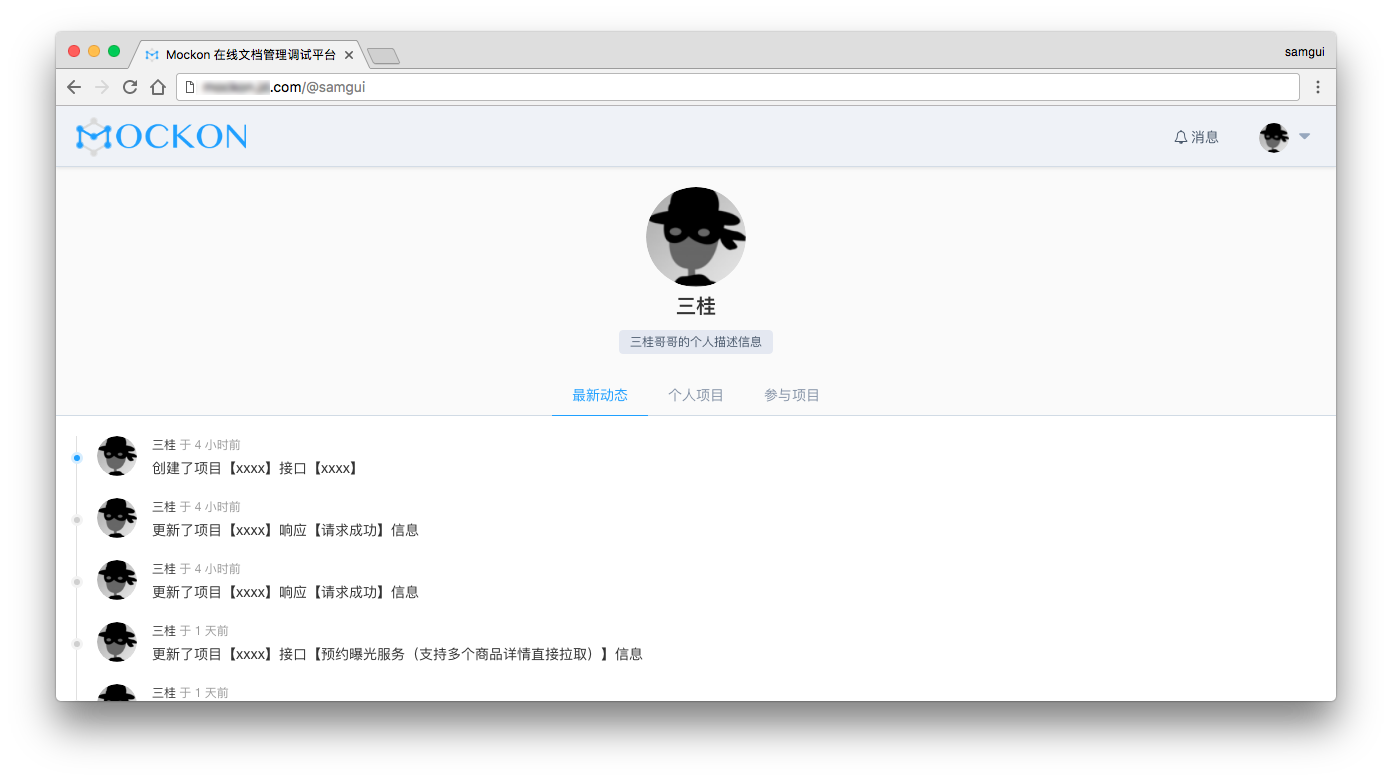 Mockon 在线文档管理调试平台
samgui
.com/@samgui
MOCKON
消息
三桂
三桂哥哥的个人描述信息
最新动态 个人项目 参与项目
三桂 于 4 小时前
创建了项目【xxxx】接口【xxxx】
三桂 于 4 小时前
更新了项目【xxxx】响应【请求成功】信息
三桂 于 4 小时前
更新了项目【xxxx】响应【请求成功】信息
三桂 于 1 天前
更新了项目【xxxx】接口【预约曝光服务（支持多个商品详情直接拉取）】信息
三桂 于 1 天前